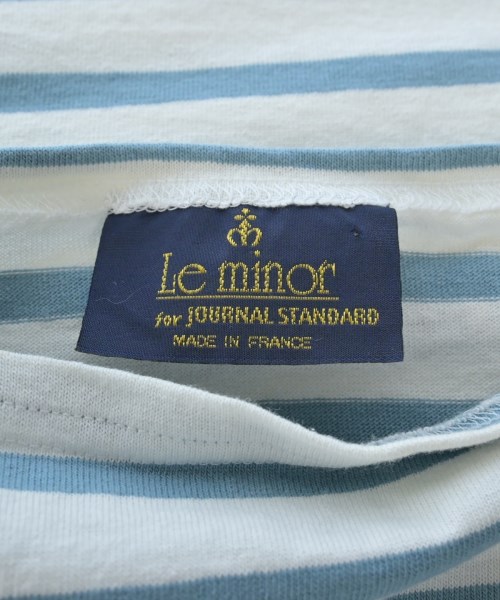 Le minor
for JOURNAL STANDARD
MADE IN FRANCE